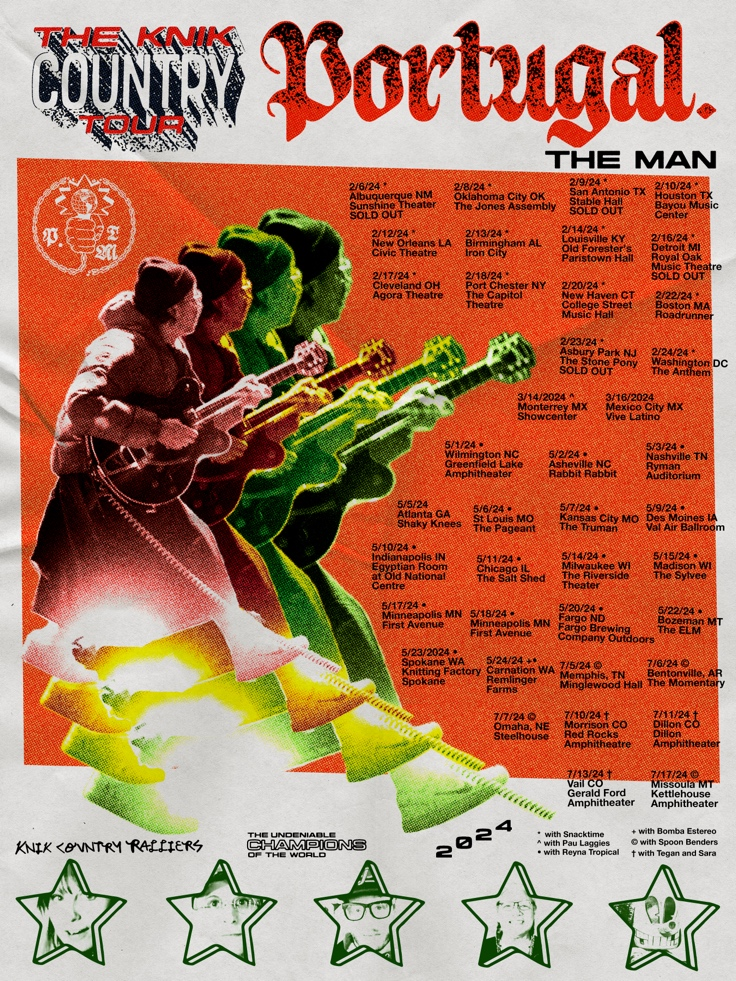 THE KNIK
COUNTRY
TOUR
Portugal.
THE MAN
P.
T
M
2/6/24 *
Albuquerque NM
Sunshine Theater
SOLD OUT
2/8/24 *
Oklahoma City OK
The Jones Assembly
2/9/24 *
San Antonio TX
Stable Hall
SOLD OUT
2/10/24 *
Houston TX
Bayou Music
Center
2/12/24 *
New Orleans LA
Civic Theatre
2/13/24 *
Birmingham AL
Iron City
2/14/24 *
Louisville KY
Old Forester's
Paristown Hall
2/16/24 *
Detroit MI
Royal Oak
Music Theatre
SOLD OUT
2/17/24 *
Cleveland OH
Agora Theatre
2/18/24 *
Port Chester NY
The Capitol
Theatre
2/20/24 *
New Haven CT
College Street
Music Hall
2/22/24 *
Boston MA
Roadrunner
2/23/24 *
Asbury Park NJ
The Stone Pony
SOLD OUT
2/24/24 *
Washington DC
The Anthem
3/14/2024 ^
Monterrey MX
Showcenter
3/16/2024
Mexico City MX
Vive Latino
5/1/24 •
Wilmington NC
Greenfield Lake
Amphitheater
5/2/24 •
Asheville NC
Rabbit Rabbit
5/3/24 •
Nashville TN
Ryman
Auditorium
5/5/24
Atlanta GA
Shaky Knees
5/6/24 •
St Louis MO
The Pageant
5/7/24 •
Kansas City MO
The Truman
5/9/24 •
Des Moines IA
Val Air Ballroom
5/10/24 •
Indianapolis IN
Egyptian Room
at Old National
Centre
5/11/24 •
Chicago IL
The Salt Shed
5/14/24 •
Milwaukee WI
The Riverside
Theater
5/15/24 •
Madison WI
The Sylvee
5/17/24 •
Minneapolis MN
First Avenue
5/18/24 •
Minneapolis MN
First Avenue
5/20/24 •
Fargo ND
Fargo Brewing
Company Outdoors
5/22/24 •
Bozeman MT
The ELM
5/23/2024 •
Spokane WA
Knitting Factory
Spokane
5/24/24 +•
Carnation WA
Remlinger
Farms
7/5/24 ©
Memphis, TN
Minglewood Hall
7/6/24 ©
Bentonville, AR
The Momentary
7/7/24 ©
Omaha, NE
Steelhouse
7/10/24 †
Morrison CO
Red Rocks
Amphitheatre
7/11/24 †
Dillon CO
Dillon
Amphitheater
7/13/24 †
Vail CO
Gerald Ford
Amphitheater
7/17/24 ©
Missoula MT
Kettlehouse
Amphitheater
KNIK COUNTRY RALLIERS
THE UNDENIABLE
CHAMPIONS
OF THE WORLD
2024
* with Snacktime
^ with Pau Laggies
• with Reyna Tropical
+ with Bomba Estereo
© with Spoon Benders
† with Tegan and Sara